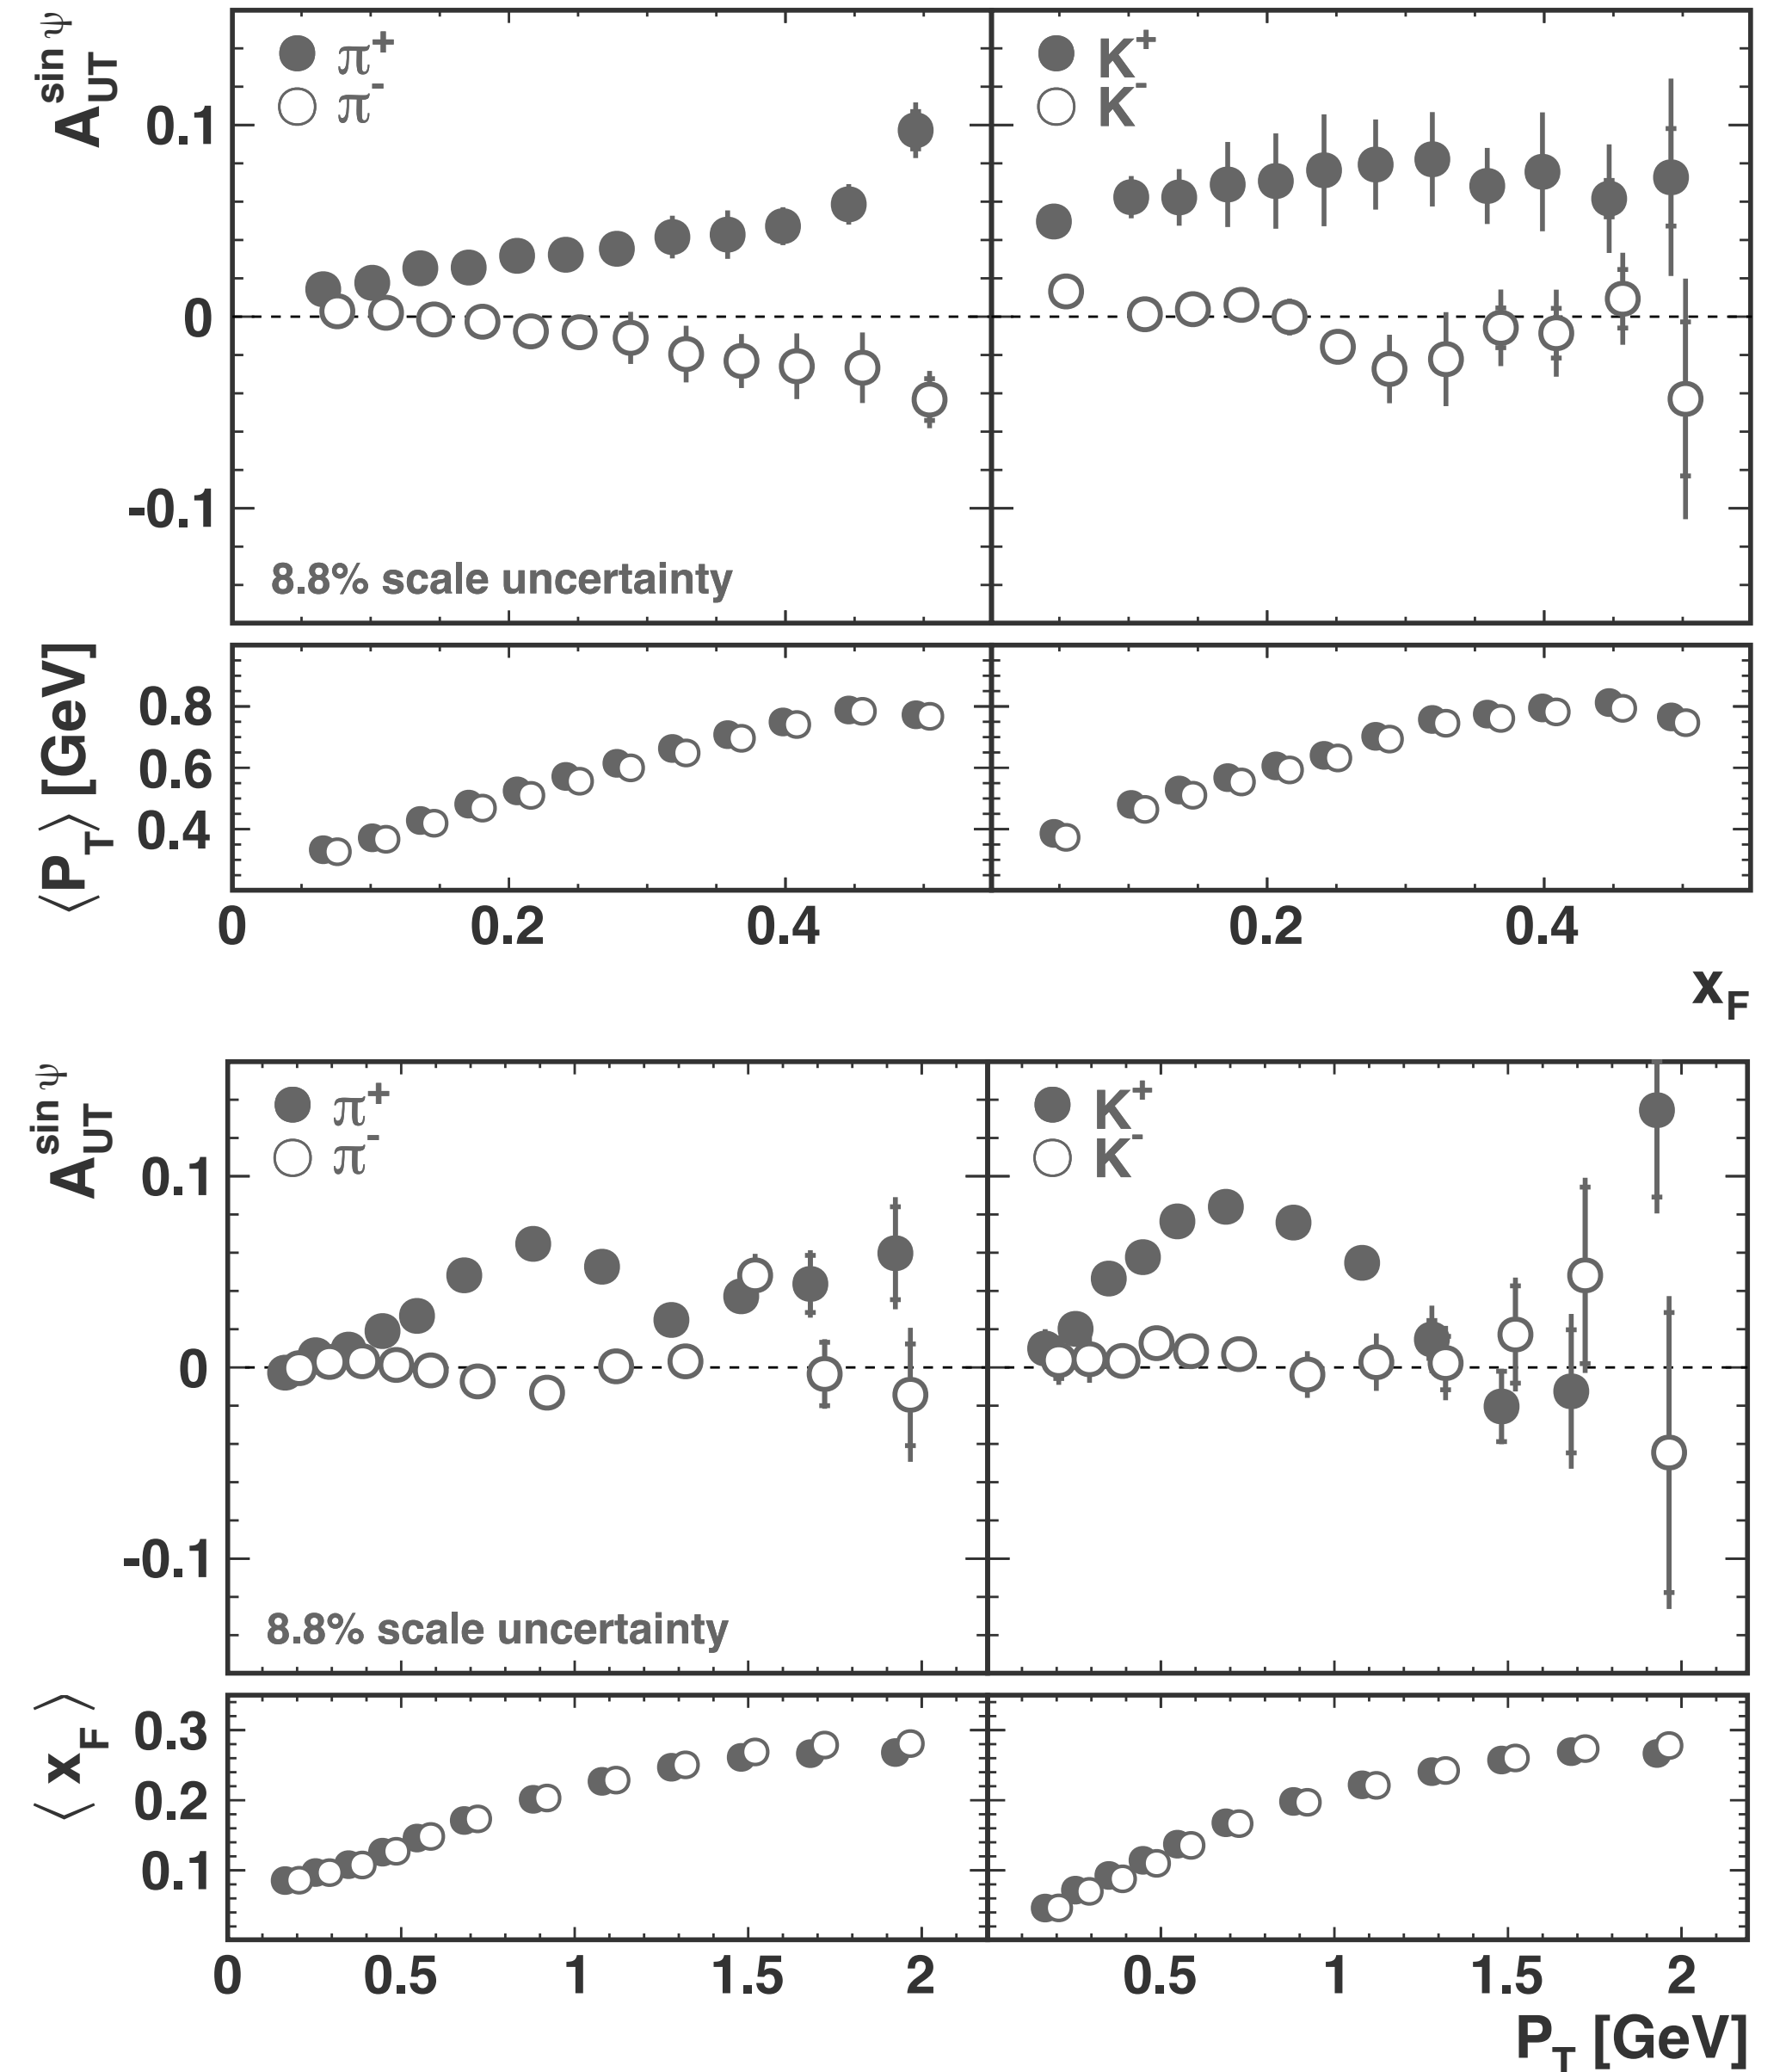 A_UT^sin ψ
π+ K+
π- K-
0.1
0
-0.1
8.8% scale uncertainty
⟨P_T⟩ [GeV]
0.8
0.6
0.4
0 0.2 0.4 0.2 0.4
x_F
A_UT^sin ψ
π+ K+
π- K-
0.1
0
-0.1
8.8% scale uncertainty
⟨x_F⟩
0.3
0.2
0.1
0 0.5 1 1.5 2 0.5 1 1.5 2
P_T [GeV]